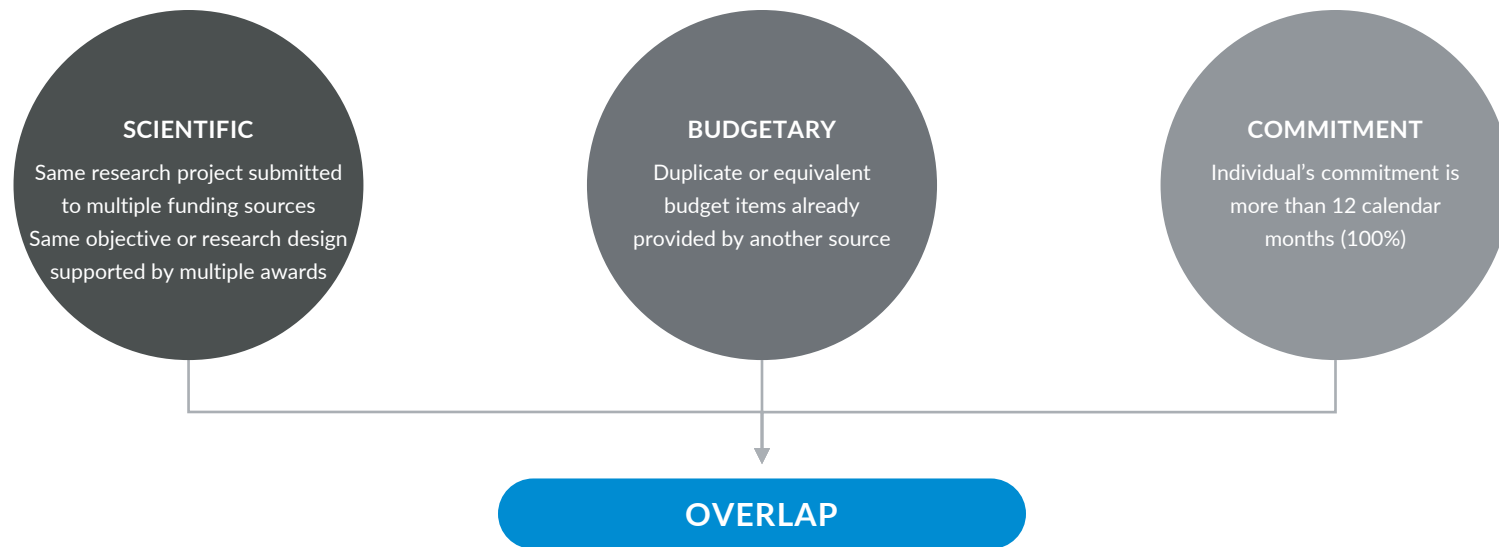 SCIENTIFIC
Same research project submitted
to multiple funding sources
Same objective or research design
supported by multiple awards
BUDGETARY
Duplicate or equivalent
budget items already
provided by another source
COMMITMENT
Individual’s commitment is
more than 12 calendar
months (100%)
OVERLAP